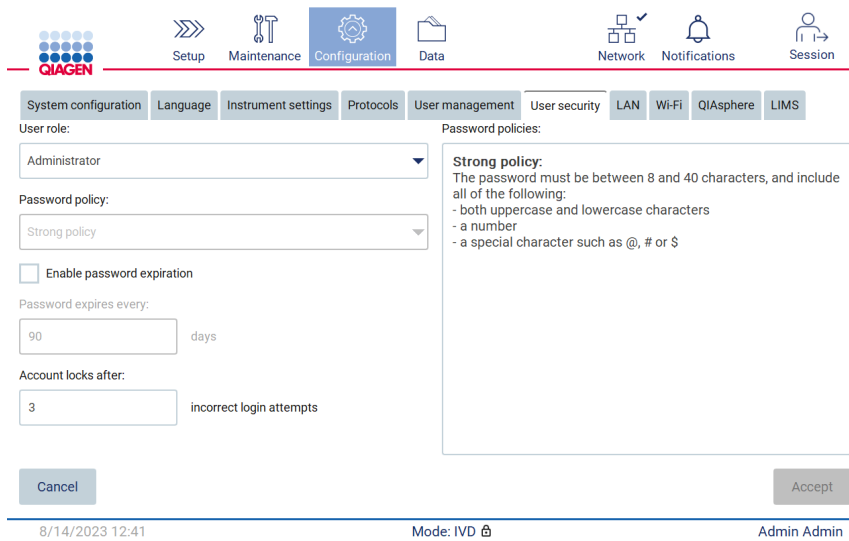 QIAGEN
Setup
Maintenance
Configuration
Data
Network
Notifications
Session
System configuration
Language
Instrument settings
Protocols
User management
User security
LAN
Wi-Fi
QIAsphere
LIMS
User role:
Administrator
Password policy:
Strong policy
Enable password expiration
Password expires every:
90 days
Account locks after:
3 incorrect login attempts
Password policies:
Strong policy:
The password must be between 8 and 40 characters, and include
all of the following:
- both uppercase and lowercase characters
- a number
- a special character such as @, # or $
Cancel
Accept
8/14/2023 12:41
Mode: IVD
Admin Admin